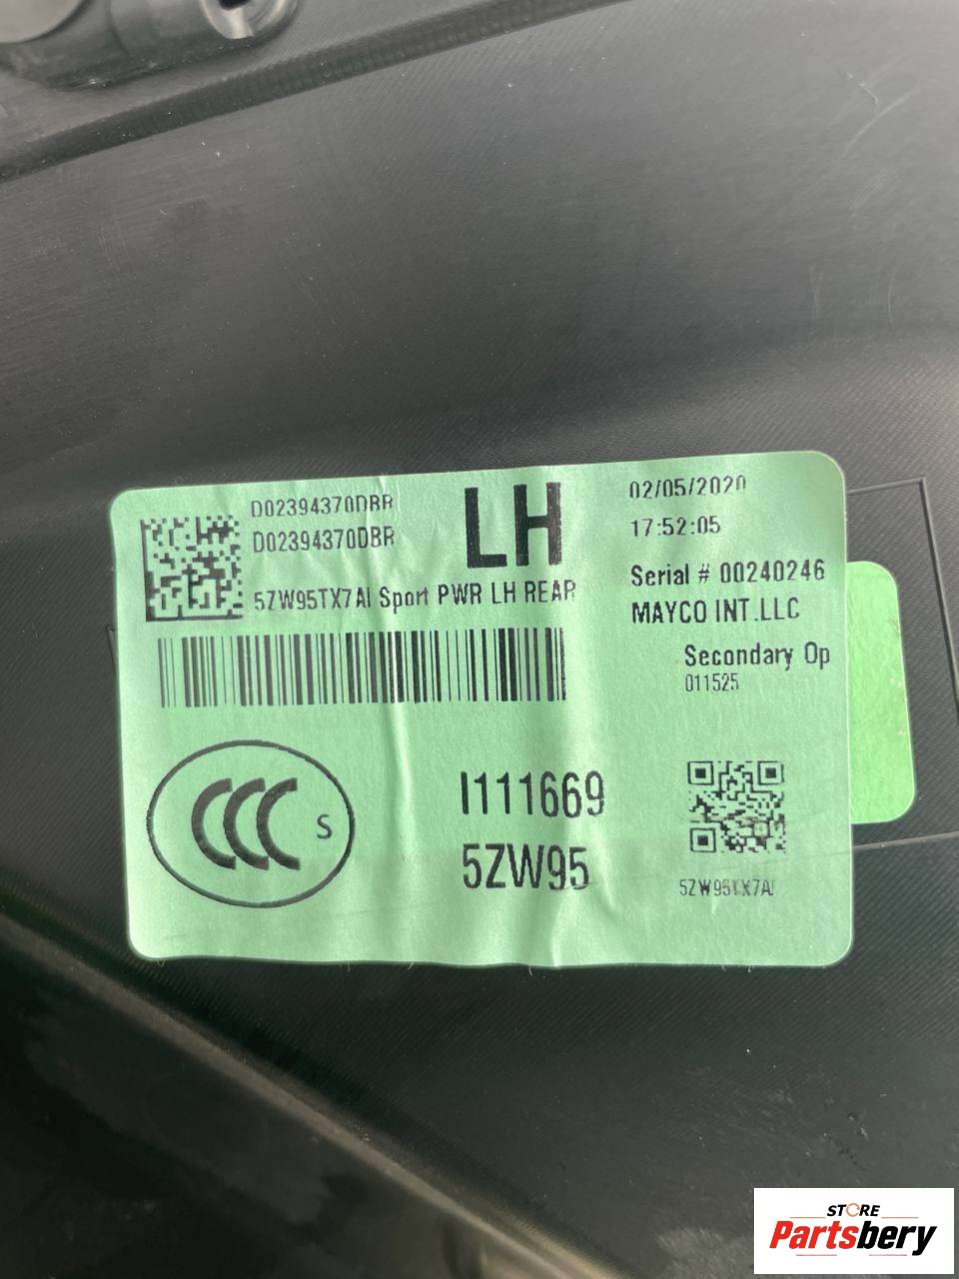 D02394370DBR
D02394370DBR
LH
5ZW95TX7AI Sport PWR LH REAR
02/05/2020
17:52:05
Serial # 00240246
MAYCO INT.LLC
Secondary Op
011525
CCC S
I111669
5ZW95
5ZW95TX7AI
STORE
Partsbery